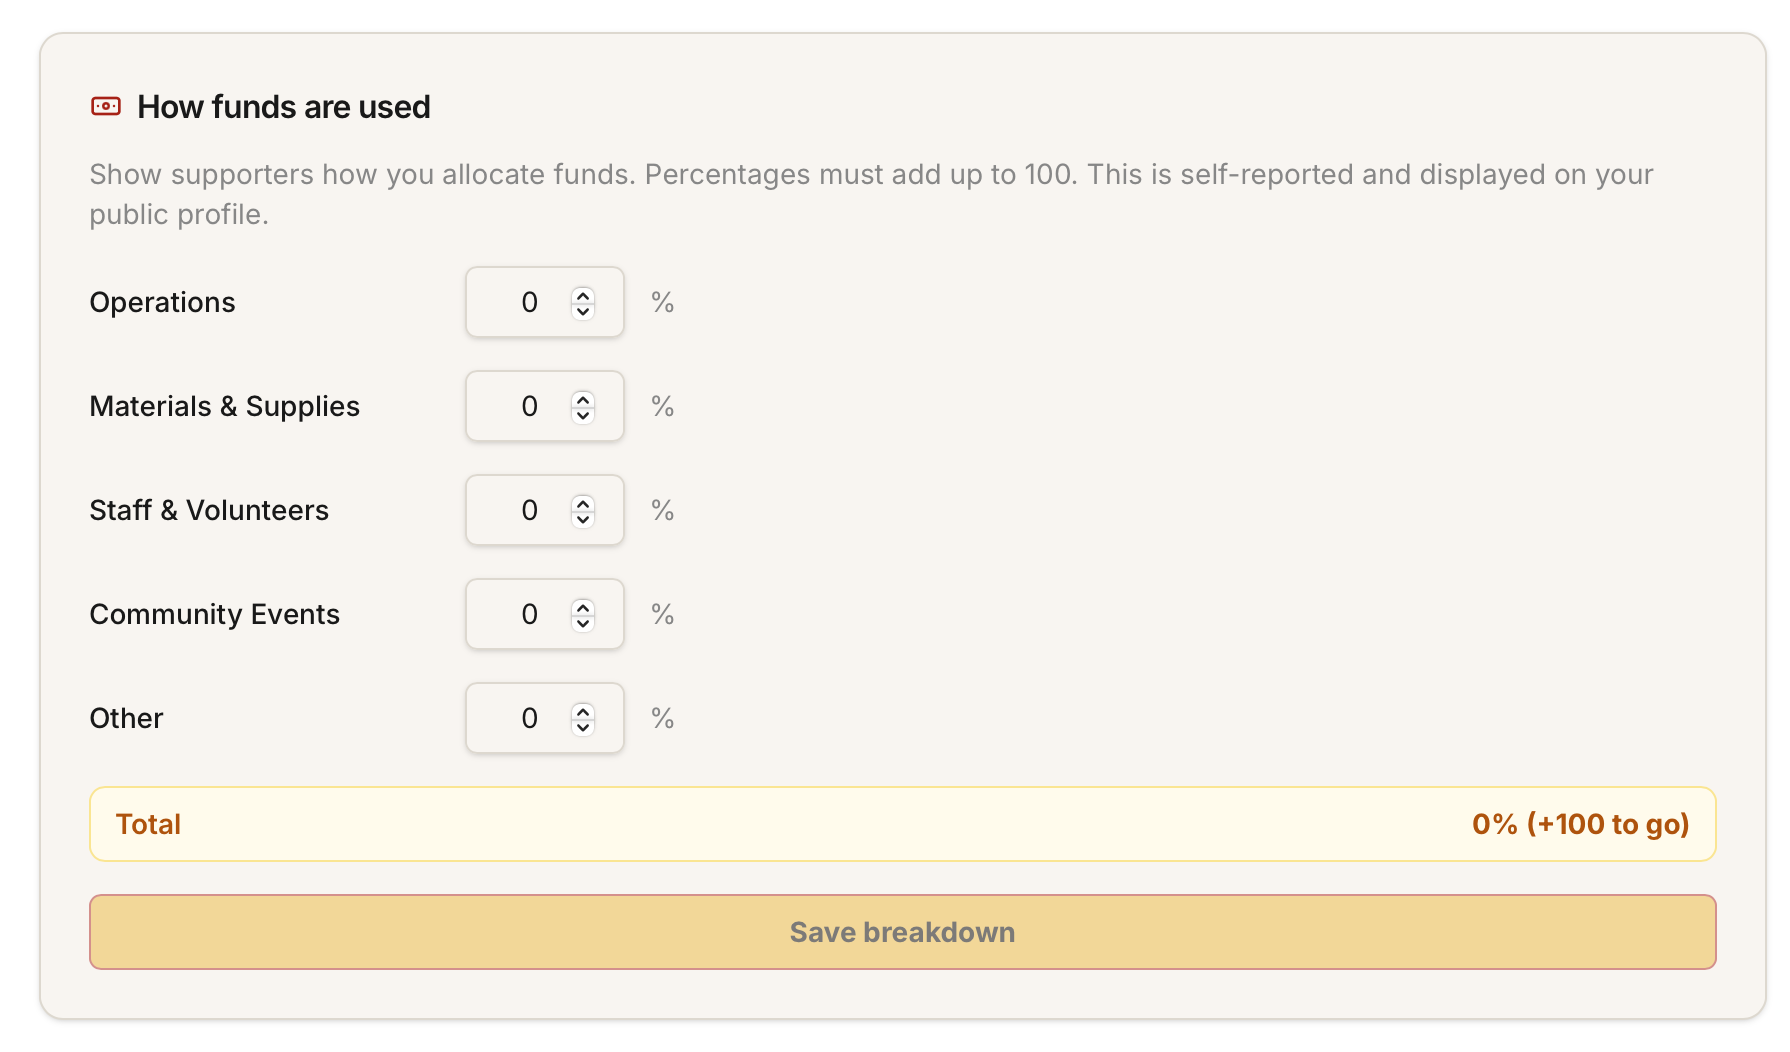 How funds are used
Show supporters how you allocate funds. Percentages must add up to 100. This is self-reported and displayed on your
public profile.
Operations 0 %
Materials & Supplies 0 %
Staff & Volunteers 0 %
Community Events 0 %
Other 0 %
Total 0% (+100 to go)
Save breakdown